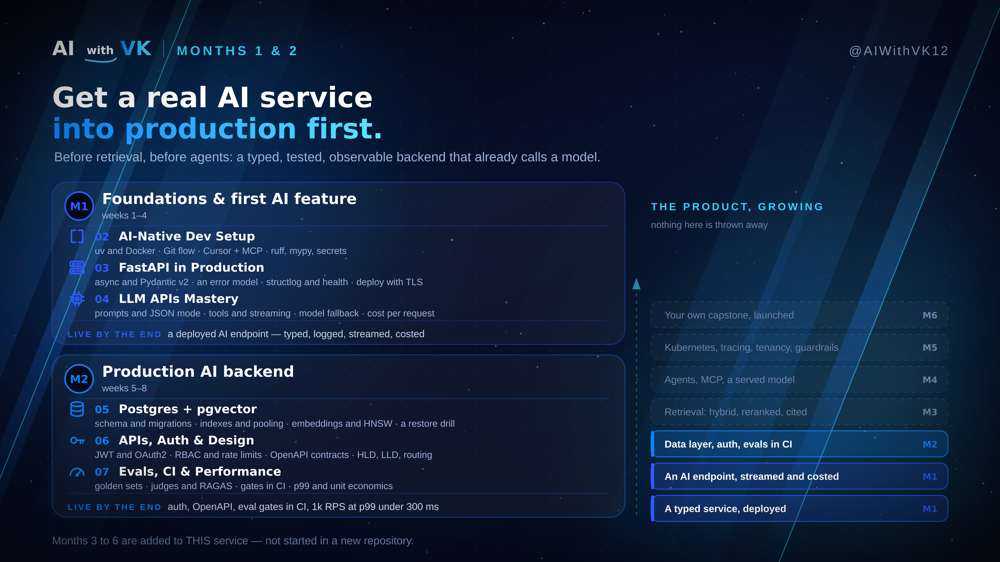 AI with VK | MONTHS 1 & 2
@AIWithVK12
Get a real AI service
into production first.
Before retrieval, before agents: a typed, tested, observable backend that already calls a model.
M1 Foundations & first AI feature
weeks 1–4
02 AI-Native Dev Setup
uv and Docker · Git flow · Cursor + MCP · ruff, mypy, secrets
03 FastAPI in Production
async and Pydantic v2 · an error model · structlog and health · deploy with TLS
04 LLM APIs Mastery
prompts and JSON mode · tools and streaming · model fallback · cost per request
LIVE BY THE END a deployed AI endpoint — typed, logged, streamed, costed
M2 Production AI backend
weeks 5–8
05 Postgres + pgvector
schema and migrations · indexes and pooling · embeddings and HNSW · a restore drill
06 APIs, Auth & Design
JWT and OAuth2 · RBAC and rate limits · OpenAPI contracts · HLD, LLD, routing
07 Evals, CI & Performance
golden sets · judges and RAGAS · gates in CI · p99 and unit economics
LIVE BY THE END auth, OpenAPI, eval gates in CI, 1k RPS at p99 under 300 ms
THE PRODUCT, GROWING
nothing here is thrown away
Your own capstone, launched M6
Kubernetes, tracing, tenancy, guardrails M5
Agents, MCP, a served model M4
Retrieval: hybrid, reranked, cited M3
Data layer, auth, evals in CI M2
An AI endpoint, streamed and costed M1
A typed service, deployed M1
Months 3 to 6 are added to THIS service — not started in a new repository.